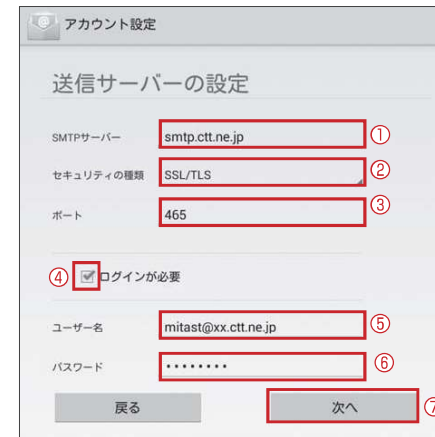 アカウント設定
送信サーバーの設定
SMTPサーバー smtp.ctt.ne.jp ①
セキュリティの種類 SSL/TLS ②
ポート 465 ③
④ ログインが必要
ユーザー名 mitast@xx.ctt.ne.jp ⑤
パスワード •••••••• ⑥
戻る 次へ ⑦